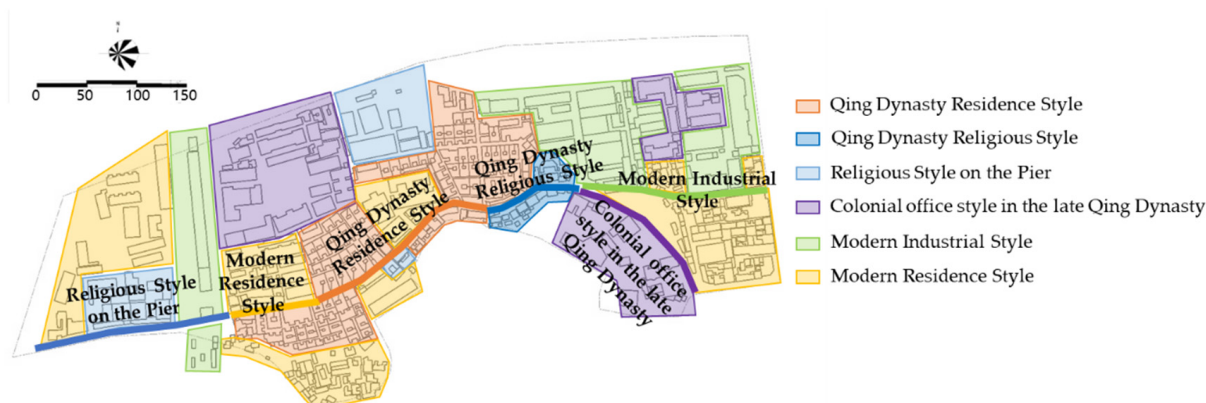 N
0 50 100 150
Religious Style
on the Pier
Modern
Residence
Style
Qing Dynasty
Residence Style
Qing Dynasty
Religious Style
Colonial office
style in the late
Qing Dynasty
Modern Industrial
Style
Qing Dynasty Residence Style
Qing Dynasty Religious Style
Religious Style on the Pier
Colonial office style in the late Qing Dynasty
Modern Industrial Style
Modern Residence Style